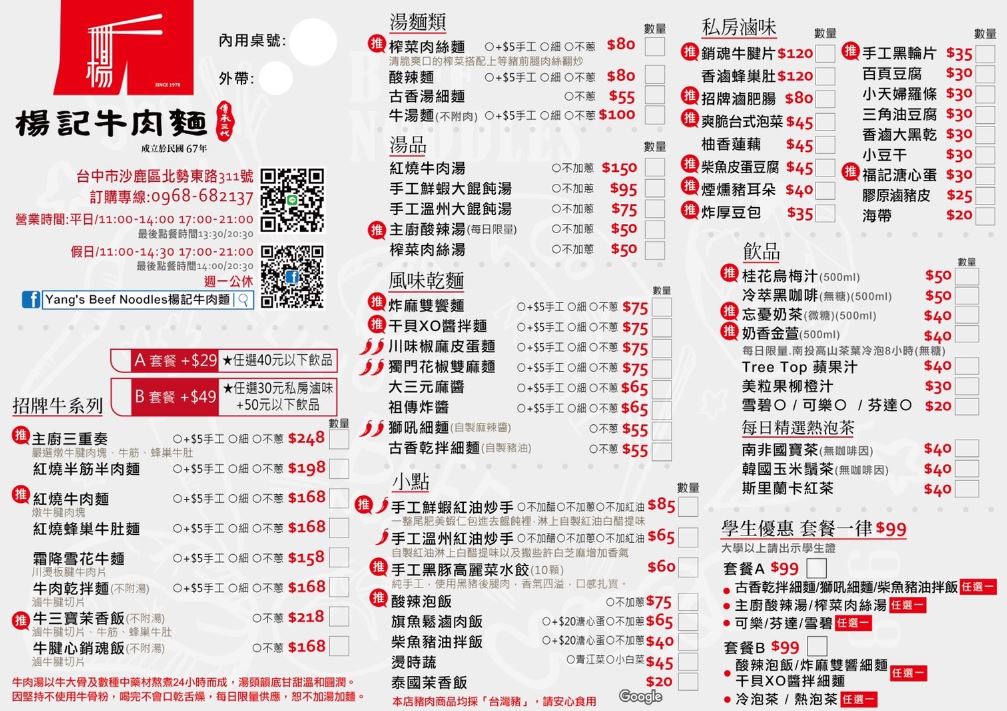 楊
SINCE 1978
楊記牛肉麵
傳承三代
成立於民國 67年
內用桌號:
外帶:
台中市沙鹿區北勢東路311號
訂購專線:0968-682137
營業時間:平日/11:00-14:00 17:00-21:00
最後點餐時間13:30/20:30
假日/11:00-14:30 17:00-21:00
最後點餐時間14:00/20:30
週一公休
Yang's Beef Noodles楊記牛肉麵
A 套餐 +$29 ★任選40元以下飲品
B 套餐 +$49 ★任選30元私房滷味
+50元以下飲品
招牌牛系列
數量
推 主廚三重奏 ○+$5手工 ○細 ○不蔥 $248
嚴選燉牛腱肉塊、牛筋、蜂巢牛肚
紅燒半筋半肉麵 ○+$5手工 ○細 ○不蔥 $198
推 紅燒牛肉麵 ○+$5手工 ○細 ○不蔥 $168
燉牛腱肉塊
紅燒蜂巢牛肚麵 ○+$5手工 ○細 ○不蔥 $168
霜降雪花牛麵 ○+$5手工 ○細 ○不蔥 $158
川燙板腱牛肉片
牛肉乾拌麵(不附湯) ○+$5手工 ○細 ○不蔥 $168
滷牛腱切片
推 牛三寶茉香飯(不附湯) ○不蔥 $218
滷牛腱切片、牛筋、蜂巢牛肚
牛腱心銷魂飯(不附湯) ○不蔥 $168
滷牛腱切片
牛肉湯以牛大骨及數種中藥材熬煮24小時而成，湯頭韻底甘甜溫和圓潤。
因堅持不使用牛骨粉，喝完不會口乾舌燥，每日限量供應，恕不加湯加麵。
湯麵類
數量
推 榨菜肉絲麵 ○+$5手工 ○細 ○不蔥 $80
清脆爽口的榨菜搭配上等豬前腿肉絲翻炒
酸辣麵 ○+$5手工 ○細 ○不蔥 $80
古香湯細麵 ○不蔥 $55
牛湯麵(不附肉) ○+$5手工 ○細 ○不蔥 $100
湯品
紅燒牛肉湯 ○不加蔥 $150
手工鮮蝦大餛飩湯 ○不加蔥 $95
手工溫州大餛飩湯 ○不加蔥 $75
推 主廚酸辣湯(每日限量) ○不加蔥 $50
榨菜肉絲湯 ○不加蔥 $50
風味乾麵
數量
推 炸麻雙饗麵 ○+$5手工 ○細 ○不蔥 $75
推 干貝XO醬拌麵 ○+$5手工 ○細 ○不蔥 $75
川味椒麻皮蛋麵 ○+$5手工 ○細 ○不蔥 $75
獨門花椒雙麻麵 ○+$5手工 ○細 ○不蔥 $75
大三元麻醬 ○+$5手工 ○細 ○不蔥 $65
祖傳炸醬 ○+$5手工 ○細 ○不蔥 $65
獅吼細麵(自製麻辣醬) ○不蔥 $55
古香乾拌細麵(自製豬油) ○不蔥 $55
小點
數量
推 手工鮮蝦紅油炒手 ○不加醋○不加蔥○不加紅油 $85
一整尾肥美蝦仁包進去餛飩裡，淋上自製紅油白醋提味
手工溫州紅油炒手 ○不加醋○不加蔥○不加紅油 $65
自製紅油淋上白醋提味以及撒些許白芝麻增加香氣
推 手工黑豚高麗菜水餃(10顆) $60
純手工，使用黑豬後腿肉，香氣四溢，口感扎實。
推 酸辣泡飯 ○不加蔥 $75
旗魚鬆滷肉飯 ○+$20溏心蛋○不加蔥 $65
柴魚豬油拌飯 ○+$20溏心蛋○不加蔥 $40
燙時蔬 ○青江菜○小白菜 $45
泰國茉香飯 $20
本店豬肉商品均採「台灣豬」，請安心食用
Google
私房滷味
數量
推 銷魂牛腱片 $120
香滷蜂巢肚 $120
推 招牌滷肥腸 $80
推 爽脆台式泡菜 $45
柚香蓮藕 $45
推 柴魚皮蛋豆腐 $45
推 煙燻豬耳朵 $40
推 炸厚豆包 $35
數量
推 手工黑輪片 $35
百頁豆腐 $30
小天婦羅條 $30
三角油豆腐 $30
香滷大黑乾 $30
小豆干 $30
推 福記溏心蛋 $30
膠原滷豬皮 $25
海帶 $20
飲品
數量
推 桂花烏梅汁(500ml) $50
冷萃黑咖啡(無糖)(500ml) $50
推 忘憂奶茶(微糖)(500ml) $40
推 奶香金萱(500ml) $40
每日限量.南投高山茶葉冷泡8小時(無糖)
Tree Top 蘋果汁 $40
美粒果柳橙汁 $30
雪碧○ / 可樂○ / 芬達○ $20
每日精選熱泡茶
南非國寶茶(無咖啡因) $40
韓國玉米鬚茶(無咖啡因) $40
斯里蘭卡紅茶 $40
學生優惠 套餐一律 $99
大學以上請出示學生證
套餐A $99
● 古香乾拌細麵/獅吼細麵/柴魚豬油拌飯 任選一
● 主廚酸辣湯/榨菜肉絲湯 任選一
● 可樂/芬達/雪碧 任選一
套餐B $99
● 酸辣泡飯/炸麻雙響細麵
干貝XO醬拌細麵 任選一
● 冷泡茶 / 熱泡茶 任選一